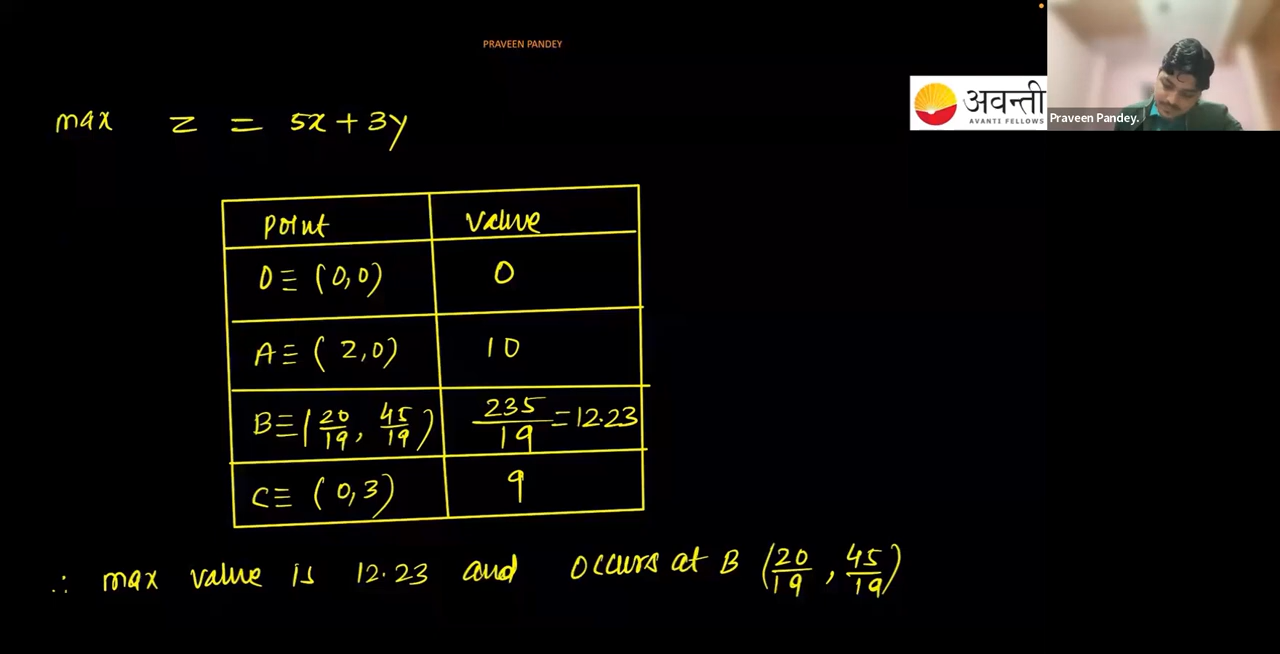 PRAVEEN PANDEY
अवन्ती
AVANTI FELLOWS
Praveen Pandey.
max z = 5x + 3y
Point Value
O ≡ (0,0) 0
A ≡ (2,0) 10
B ≡ (20/19, 45/19) 235/19 = 12.23
C ≡ (0,3) 9
∴ max value is 12.23 and occurs at B (20/19, 45/19)